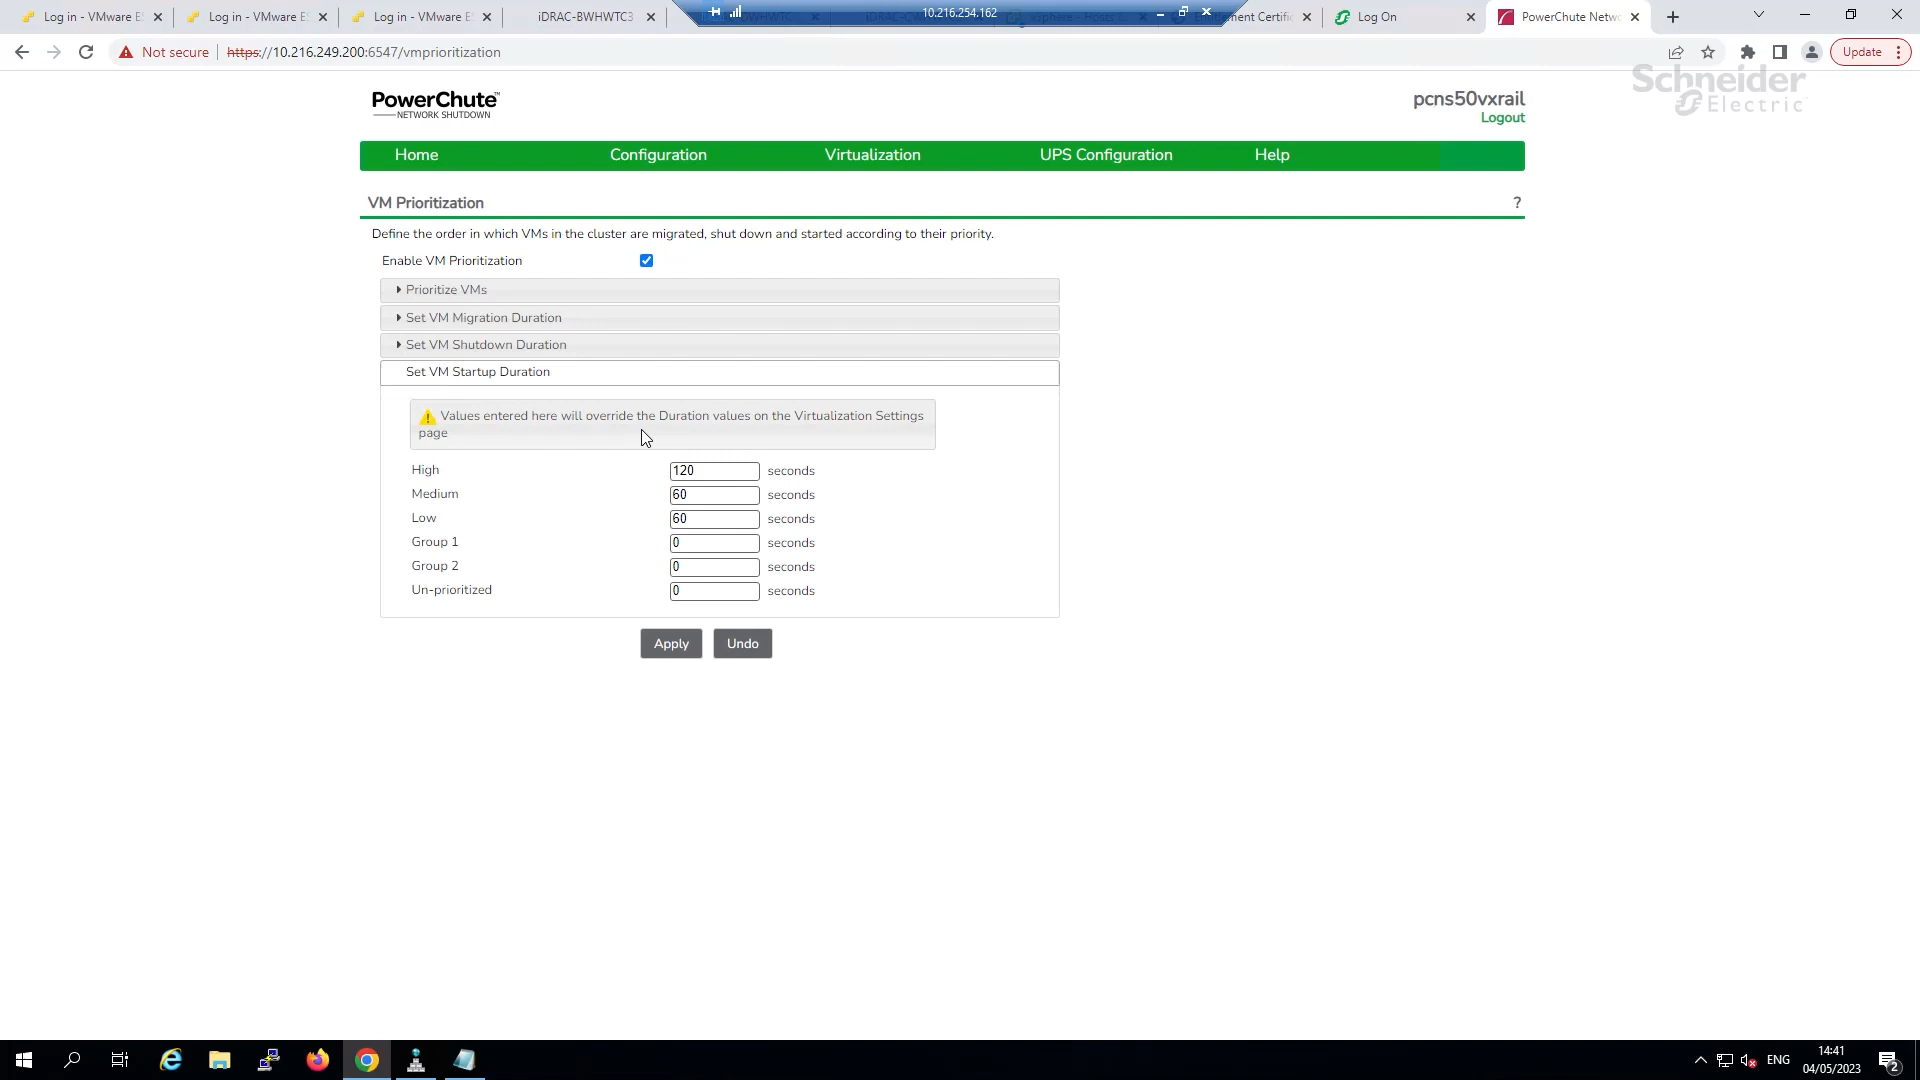 Log in - VMware E
Log in - VMware E
Log in - VMware E
iDRAC-BWHWTC3
10.216.254.162
Entitlement Certific
Log On
PowerChute Netw
Not secure
https://10.216.249.200:6547/vmprioritization
Update
Schneider
Electric
PowerChute™
NETWORK SHUTDOWN
pcns50vxrail
Logout
Home
Configuration
Virtualization
UPS Configuration
Help
VM Prioritization
?
Define the order in which VMs in the cluster are migrated, shut down and started according to their priority.
Enable VM Prioritization
Prioritize VMs
Set VM Migration Duration
Set VM Shutdown Duration
Set VM Startup Duration
Values entered here will override the Duration values on the Virtualization Settings
page
High 120 seconds
Medium 60 seconds
Low 60 seconds
Group 1 0 seconds
Group 2 0 seconds
Un-prioritized 0 seconds
Apply Undo
ENG
14:41
04/05/2023
2